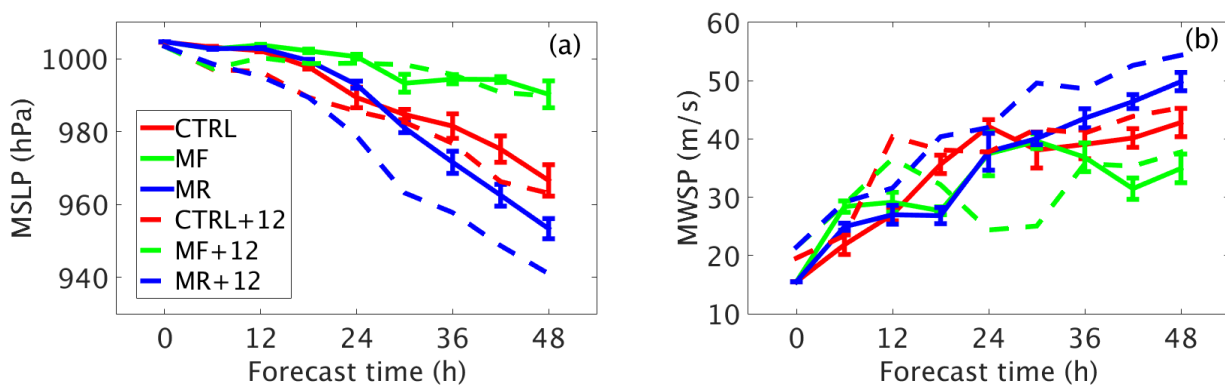 (a)
MSLP (hPa)
1000
980
960
940
CTRL
MF
MR
CTRL+12
MF+12
MR+12
0 12 24 36 48
Forecast time (h)
(b)
MWSP (m/s)
60
50
40
30
20
10
0 12 24 36 48
Forecast time (h)